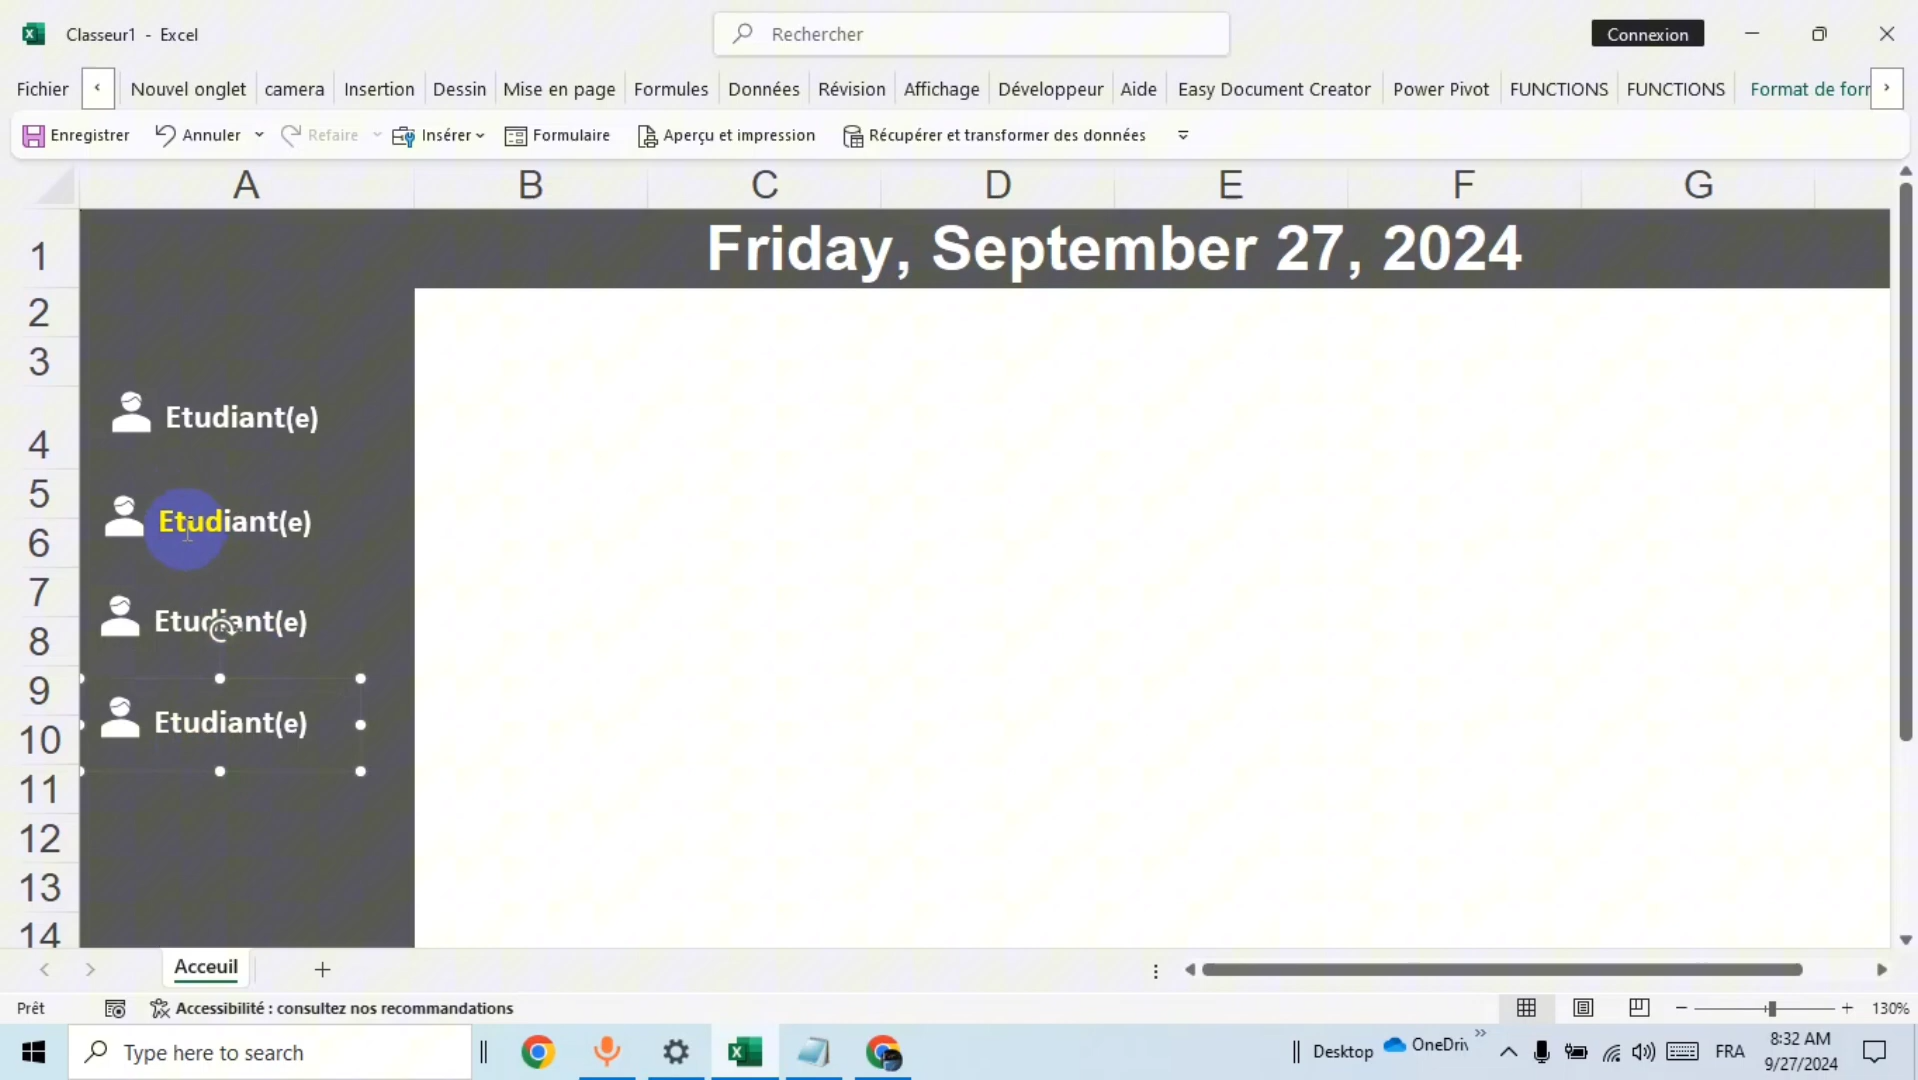 Classeur1 - Excel
Rechercher
Connexion
Fichier Nouvel onglet camera Insertion Dessin Mise en page Formules Données Révision Affichage Développeur Aide Easy Document Creator Power Pivot FUNCTIONS FUNCTIONS Format de forr
Enregistrer Annuler Refaire Insérer Formulaire Aperçu et impression Récupérer et transformer des données
A B C D E F G
1 Friday, September 27, 2024
2
3
4 Etudiant(e)
5
6 Etudiant(e)
7
8 Etudiant(e)
9
10 Etudiant(e)
11
12
13
14
Acceuil
Prêt Accessibilité : consultez nos recommandations 130%
Type here to search Desktop OneDriv FRA 8:32 AM
9/27/2024